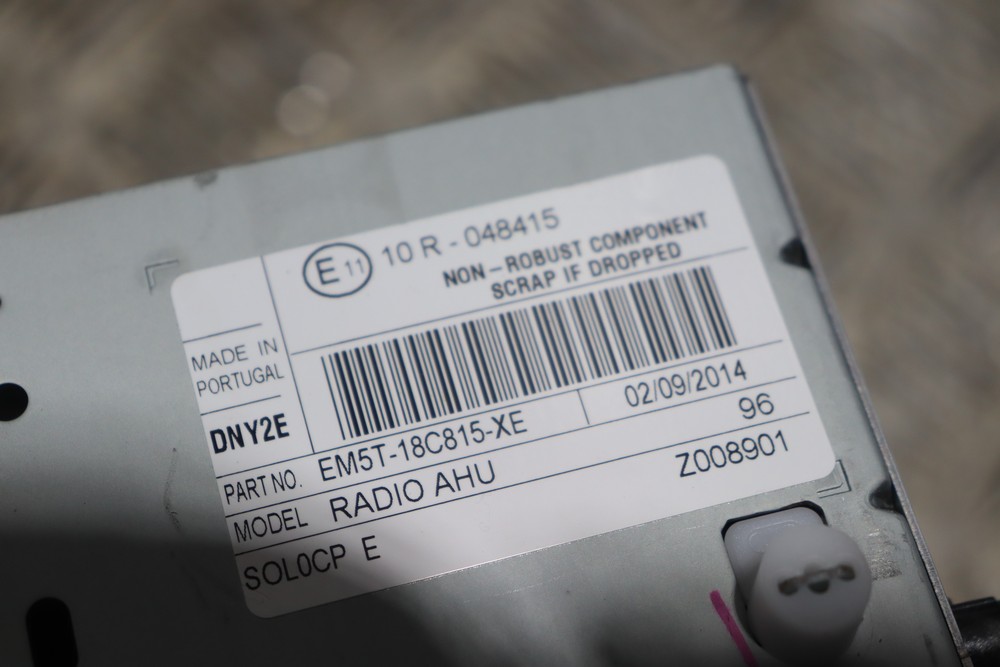 E 11 10 R - 048415
NON-ROBUST COMPONENT
SCRAP IF DROPPED
MADE IN
PORTUGAL
DNY2E
PART NO. EM5T-18C815-XE 02/09/2014
MODEL RADIO AHU 96
SOL0CP E Z008901